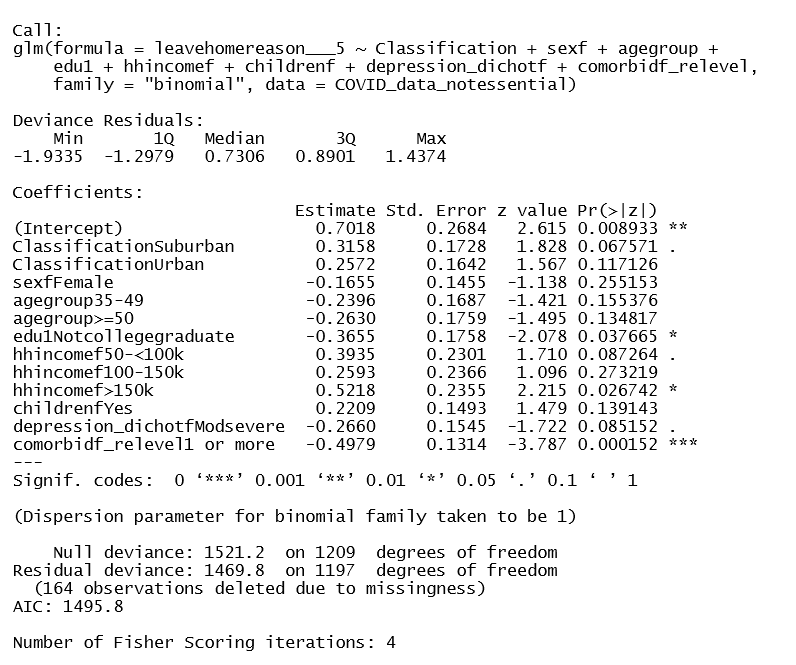 Call:
glm(formula = leavehomereason___5 ~ Classification + sexf + agegroup +
    edu1 + hhincomef + childrenf + depression_dichotf + comorbidf_relevel,
    family = "binomial", data = COVID_data_notessential)
Deviance Residuals:
    Min       1Q   Median       3Q      Max
-1.9335  -1.2979   0.7306   0.8901   1.4374
Coefficients:
                            Estimate Std. Error z value Pr(>|z|)
(Intercept)                   0.7018     0.2684   2.615 0.008933 **
ClassificationSuburban        0.3158     0.1728   1.828 0.067571 .
ClassificationUrban           0.2572     0.1642   1.567 0.117126
sexfFemale                   -0.1655     0.1455  -1.138 0.255153
agegroup35-49                -0.2396     0.1687  -1.421 0.155376
agegroup>=50                 -0.2630     0.1759  -1.495 0.134817
edu1Notcollegegraduate       -0.3655     0.1758  -2.078 0.037665 *
hhincomef50-<100k             0.3935     0.2301   1.710 0.087264 .
hhincomef100-150k             0.2593     0.2366   1.096 0.273219
hhincomef>150k                0.5218     0.2355   2.215 0.026742 *
childrenfYes                  0.2209     0.1493   1.479 0.139143
depression_dichotfModsevere  -0.2660     0.1545  -1.722 0.085152 .
comorbidf_relevel1 or more   -0.4979     0.1314  -3.787 0.000152 ***
---
Signif. codes:  0 ‘***’ 0.001 ‘**’ 0.01 ‘*’ 0.05 ‘.’ 0.1 ‘ ’ 1
(Dispersion parameter for binomial family taken to be 1)
    Null deviance: 1521.2  on 1209  degrees of freedom
Residual deviance: 1469.8  on 1197  degrees of freedom
  (164 observations deleted due to missingness)
AIC: 1495.8
Number of Fisher Scoring iterations: 4